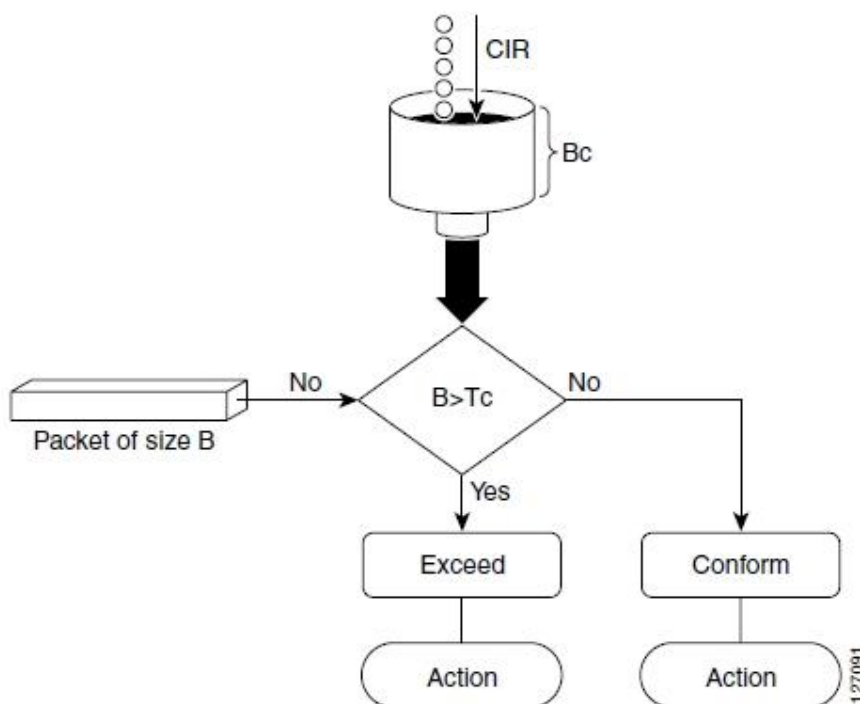 CIR
Bc
No
B>Tc
No
Packet of size B
Yes
Exceed
Conform
Action
Action
127091